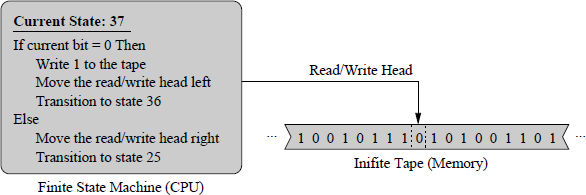 Current State: 37
If current bit = 0 Then
Write 1 to the tape
Move the read/write head left
Transition to state 36
Else
Move the read/write head right
Transition to state 25
Finite State Machine (CPU)
Read/Write Head
... 1 0 0 1 0 1 1 1 0 1 0 1 0 0 1 1 0 1 ...
Inifite Tape (Memory)